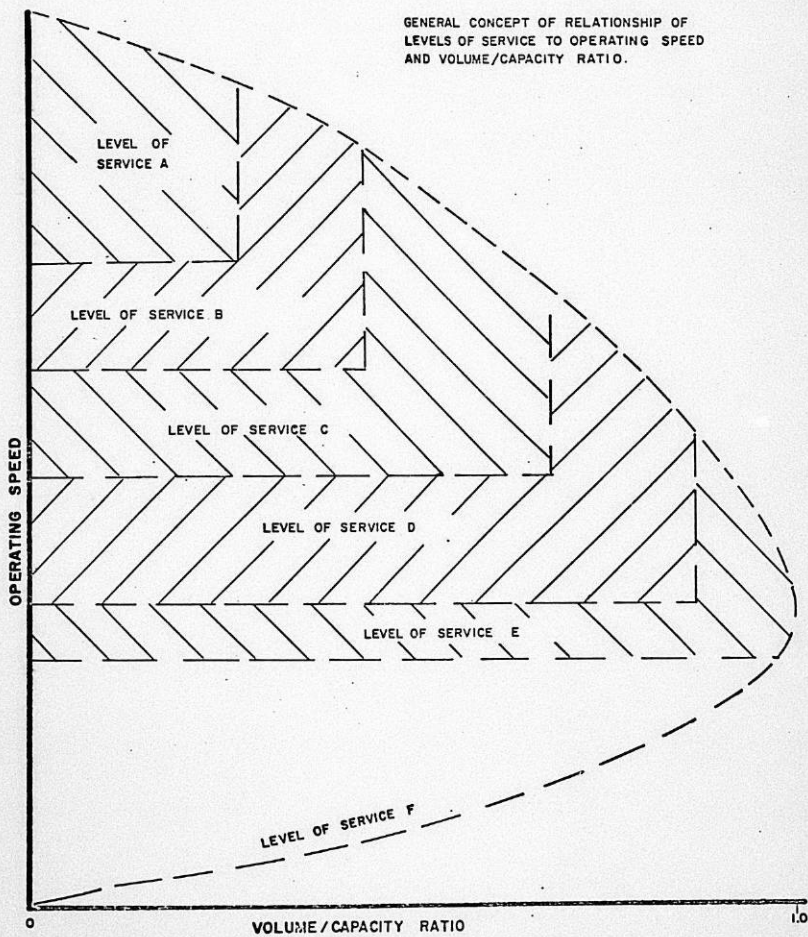 GENERAL CONCEPT OF RELATIONSHIP OF
LEVELS OF SERVICE TO OPERATING SPEED
AND VOLUME/CAPACITY RATIO.
LEVEL OF
SERVICE A
LEVEL OF SERVICE B
LEVEL OF SERVICE C
LEVEL OF SERVICE D
LEVEL OF SERVICE E
LEVEL OF SERVICE F
OPERATING SPEED
0
VOLUME/CAPACITY RATIO
1.0